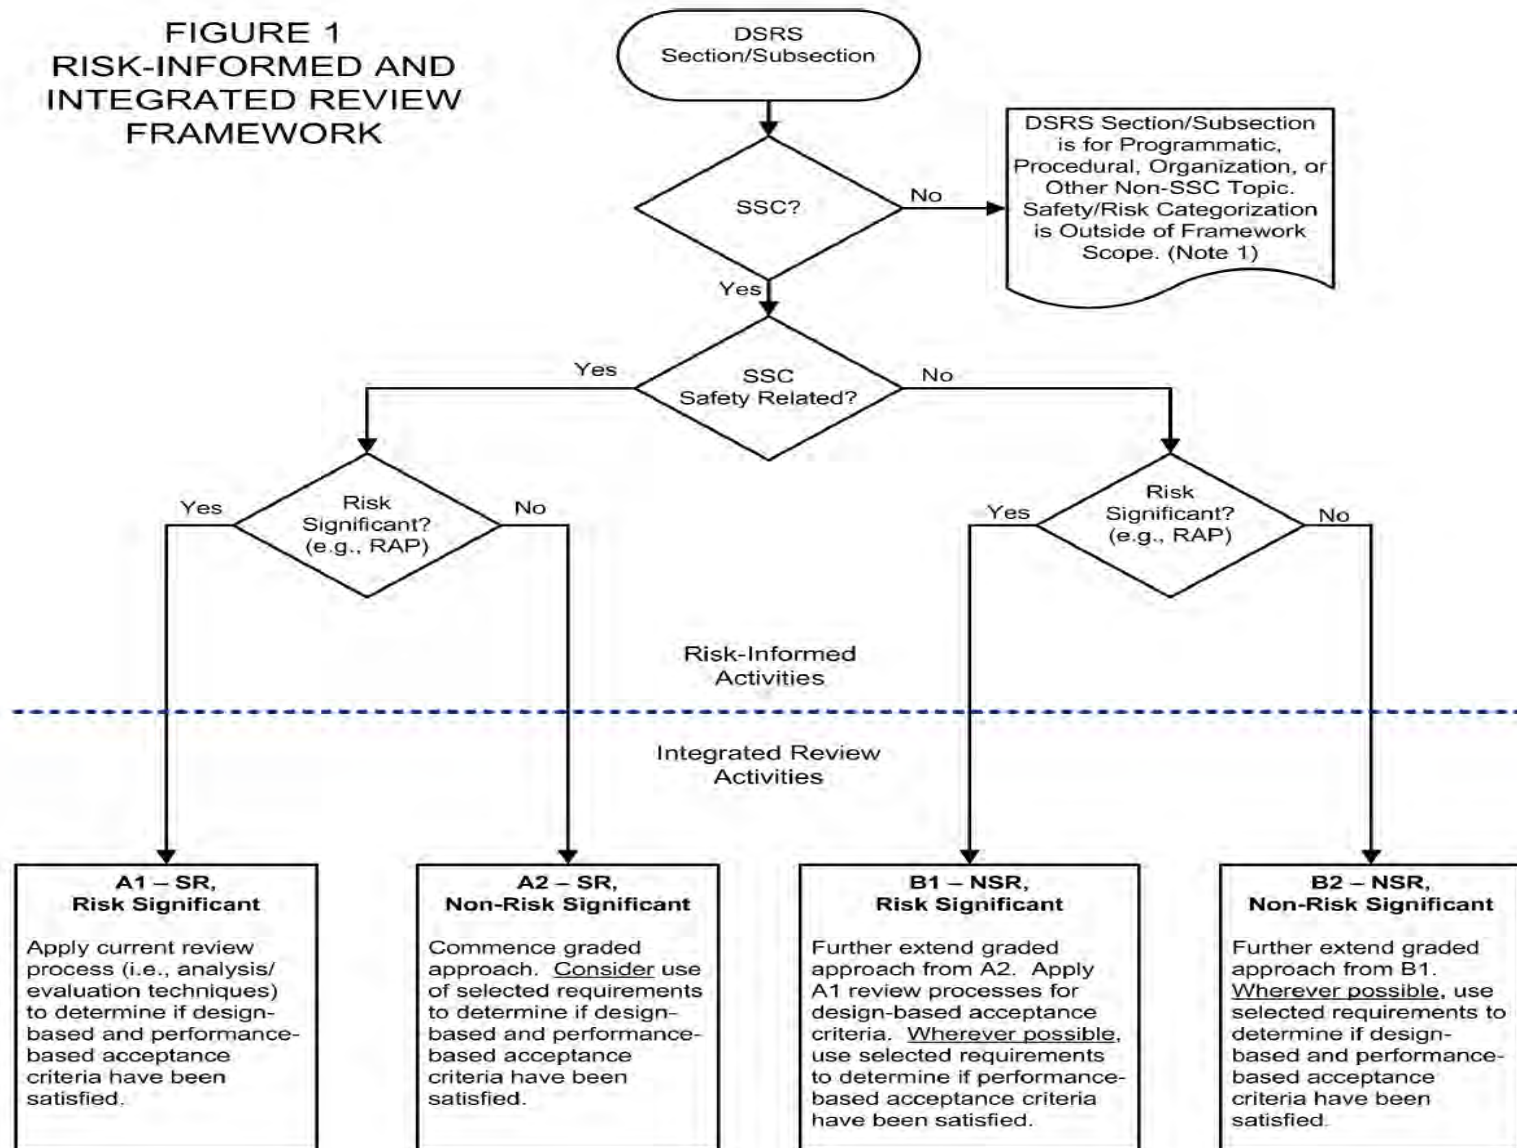 FIGURE 1
RISK-INFORMED AND
INTEGRATED REVIEW
FRAMEWORK
DSRS
Section/Subsection
SSC?
No
DSRS Section/Subsection
is for Programmatic,
Procedural, Organization, or
Other Non-SSC Topic.
Safety/Risk Categorization
is Outside of Framework
Scope. (Note 1)
Yes
Yes
SSC
Safety Related?
No
Yes
Risk
Significant?
(e.g., RAP)
No
Yes
Risk
Significant?
(e.g., RAP)
No
Risk-Informed
Activities
Integrated Review
Activities
A1 – SR,
Risk Significant
Apply current review
process (i.e., analysis/
evaluation techniques)
to determine if design-
based and performance-
based acceptance
criteria have been
satisfied.
A2 – SR,
Non-Risk Significant
Commence graded
approach.  Consider use
of selected requirements
to determine if design-
based and performance-
based acceptance
criteria have been
satisfied.
B1 – NSR,
Risk Significant
Further extend graded
approach from A2.  Apply
A1 review processes for
design-based acceptance
criteria.  Wherever possible,
use selected requirements
to determine if performance-
based acceptance criteria
have been satisfied.
B2 – NSR,
Non-Risk Significant
Further extend graded
approach from B1.
Wherever possible, use
selected requirements to
determine if design-
based and performance-
based acceptance
criteria have been
satisfied.